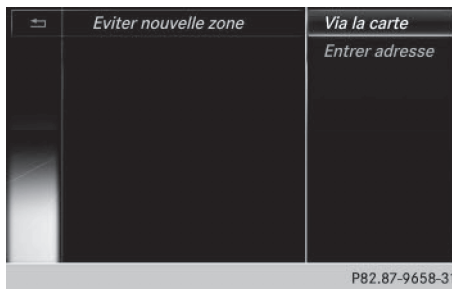 Eviter nouvelle zone
Via la carte
Entrer adresse
P82.87-9658-31